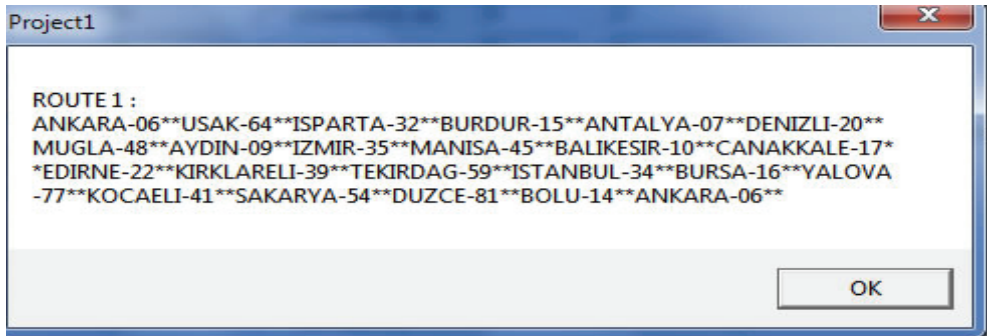 Project1
ROUTE 1 :
ANKARA-06**USAK-64**ISPARTA-32**BURDUR-15**ANTALYA-07**DENIZLI-20**
MUGLA-48**AYDIN-09**IZMIR-35**MANISA-45**BALIKESIR-10**CANAKKALE-17*
*EDIRNE-22**KIRKLARELI-39**TEKIRDAG-59**ISTANBUL-34**BURSA-16**YALOVA
-77**KOCAELI-41**SAKARYA-54**DUZCE-81**BOLU-14**ANKARA-06**
OK